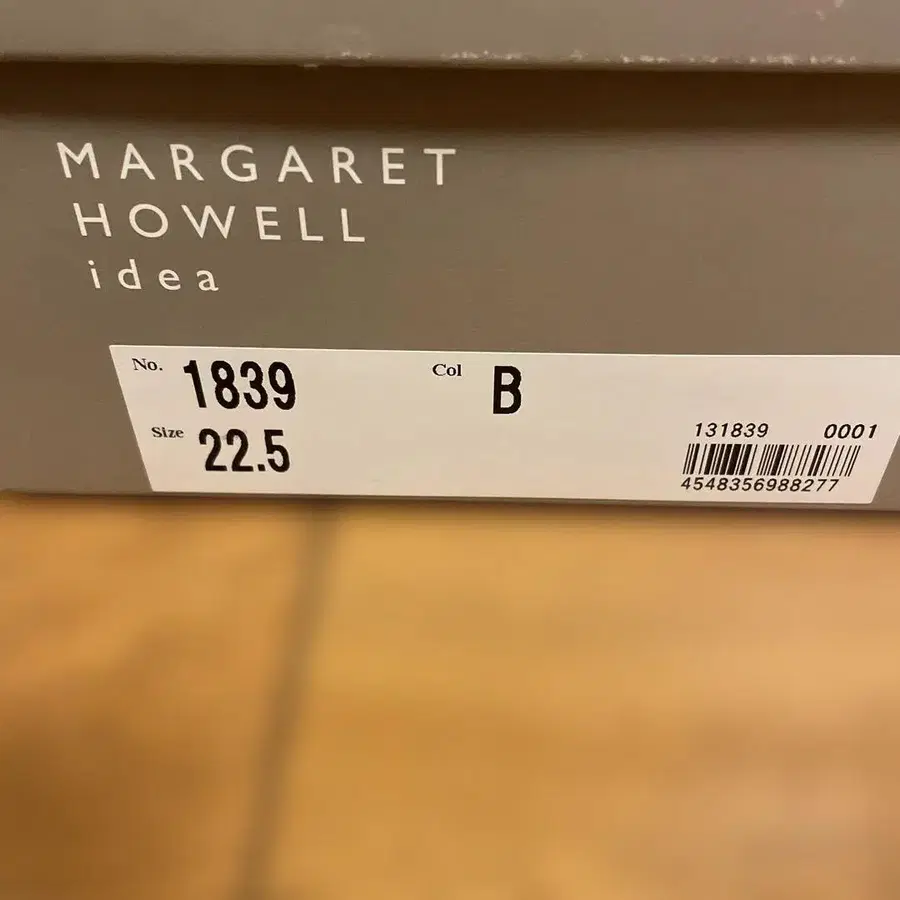 MARGARET
HOWELL
idea
No. 1839 Col B
Size 22.5
131839 0001
4548356988277